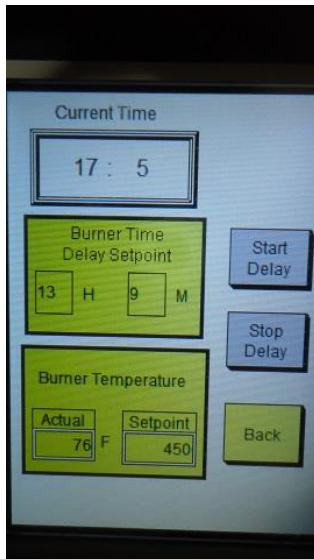 Current Time
17 : 5
Burner Time
Delay Setpoint
13 H 9 M
Start
Delay
Stop
Delay
Burner Temperature
Actual Setpoint
76 F 450
Back